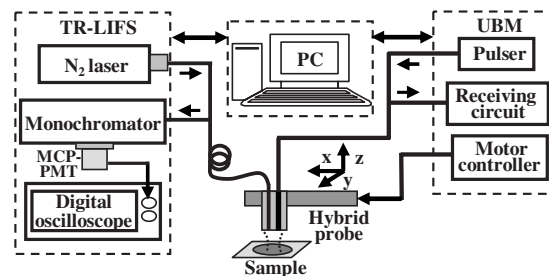 TR-LIFS
N2 laser
Monochromator
MCP-
PMT
Digital
oscilloscope
PC
x
z
y
Hybrid
probe
Sample
UBM
Pulser
Receiving
circuit
Motor
controller